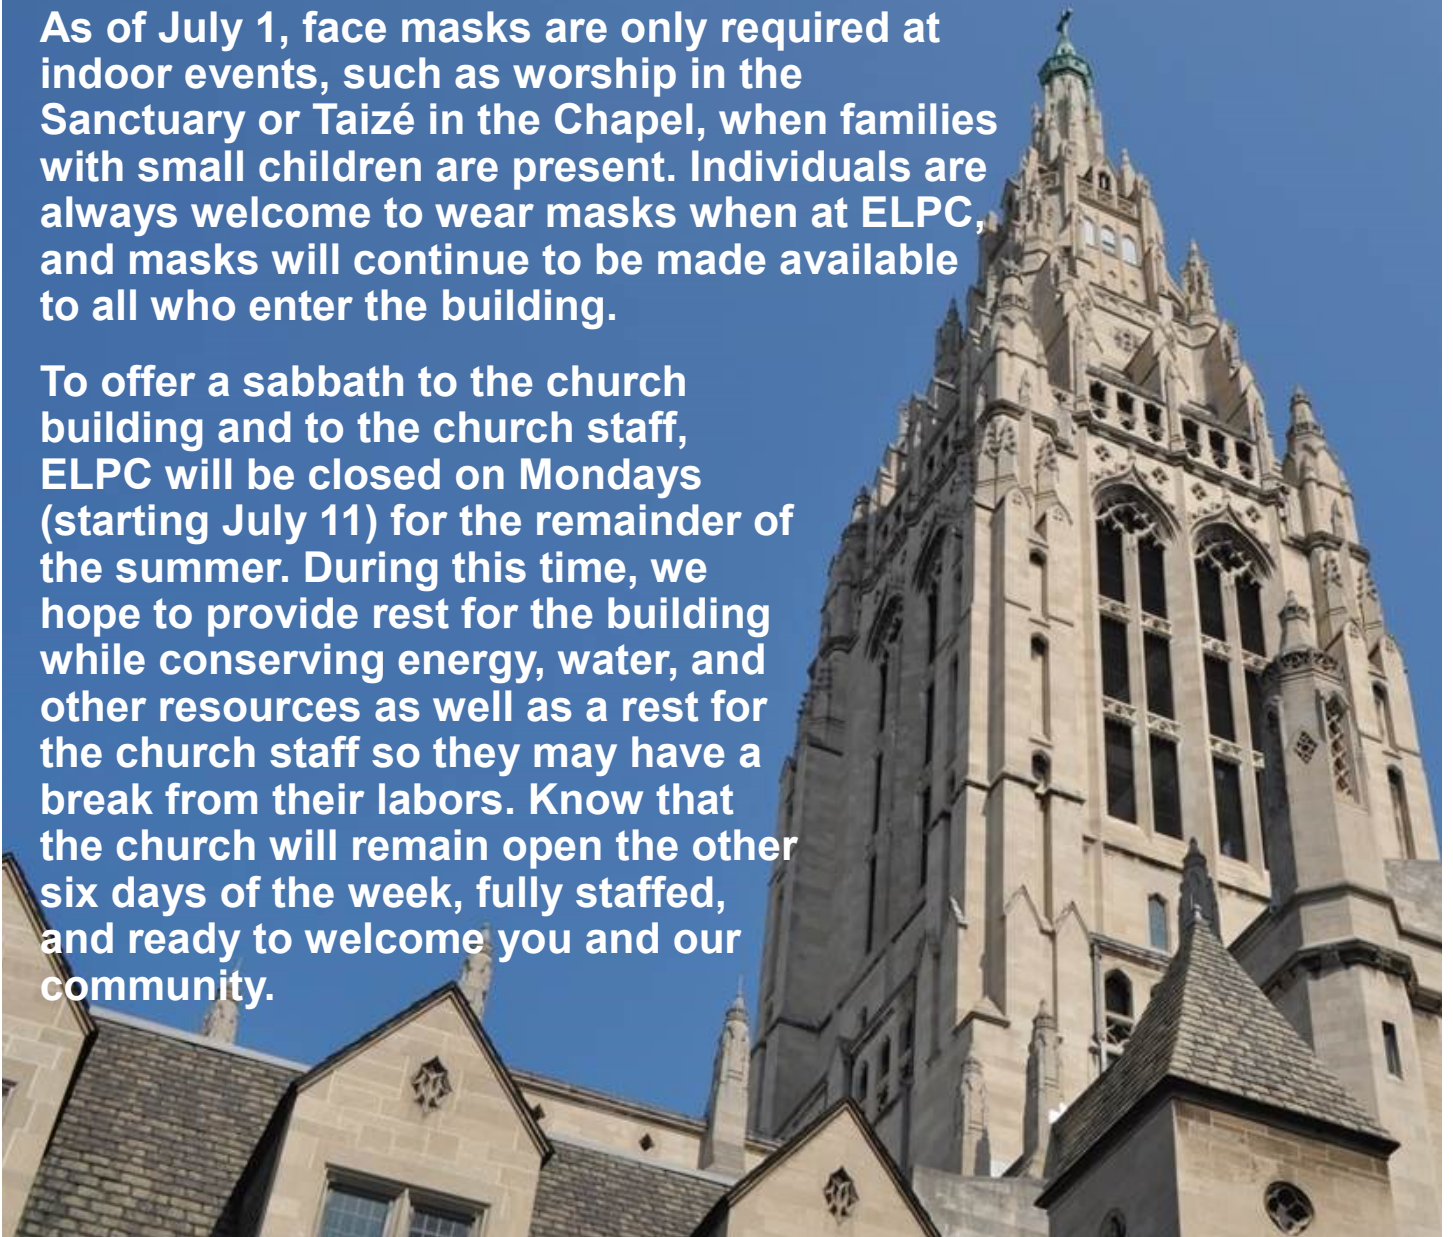 As of July 1, face masks are only required at
indoor events, such as worship in the
Sanctuary or Taizé in the Chapel, when families
with small children are present. Individuals are
always welcome to wear masks when at ELPC,
and masks will continue to be made available
to all who enter the building.
To offer a sabbath to the church
building and to the church staff,
ELPC will be closed on Mondays
(starting July 11) for the remainder of
the summer. During this time, we
hope to provide rest for the building
while conserving energy, water, and
other resources as well as a rest for
the church staff so they may have a
break from their labors. Know that
the church will remain open the other
six days of the week, fully staffed,
and ready to welcome you and our
community.